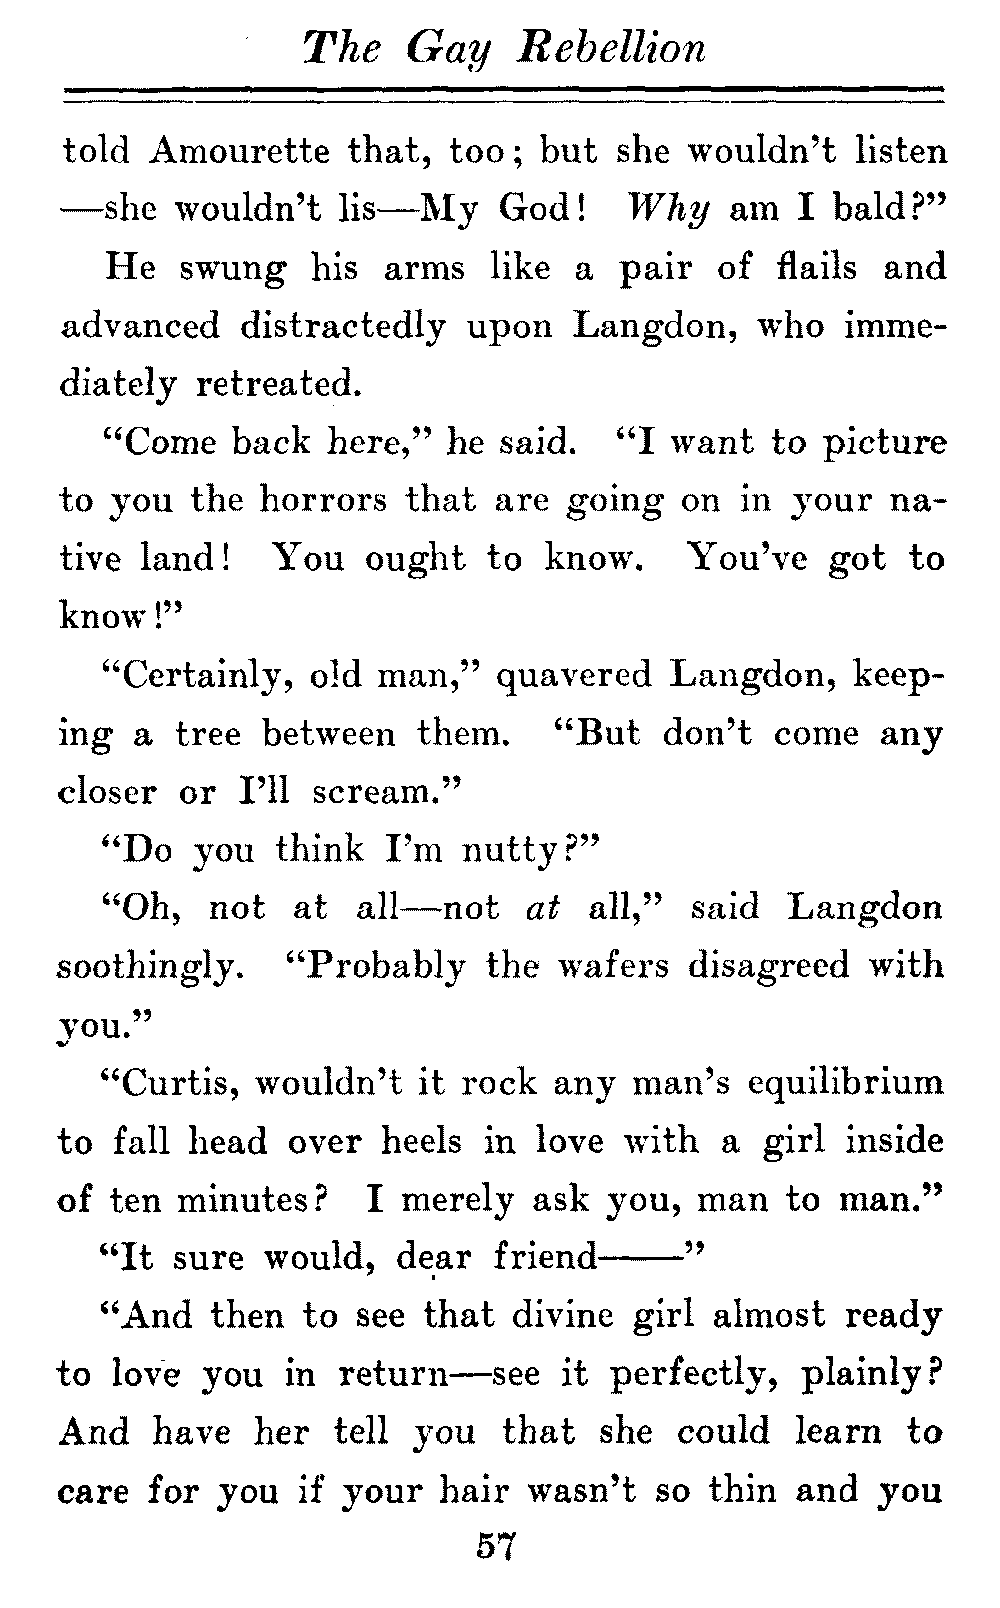 The Gay Rebellion
told Amourette that, too; but she wouldn't listen
—she wouldn't lis—My God! Why am I bald?"
He swung his arms like a pair of flails and
advanced distractedly upon Langdon, who imme-
diately retreated.
"Come back here," he said. "I want to picture
to you the horrors that are going on in your na-
tive land! You ought to know. You've got to
know!"
"Certainly, old man," quavered Langdon, keep-
ing a tree between them. "But don't come any
closer or I'll scream."
"Do you think I'm nutty?"
"Oh, not at all—not at all," said Langdon
soothingly. "Probably the wafers disagreed with
you."
"Curtis, wouldn't it rock any man's equilibrium
to fall head over heels in love with a girl inside
of ten minutes? I merely ask you, man to man."
"It sure would, dear friend——"
"And then to see that divine girl almost ready
to love you in return—see it perfectly, plainly?
And have her tell you that she could learn to
care for you if your hair wasn't so thin and you
57